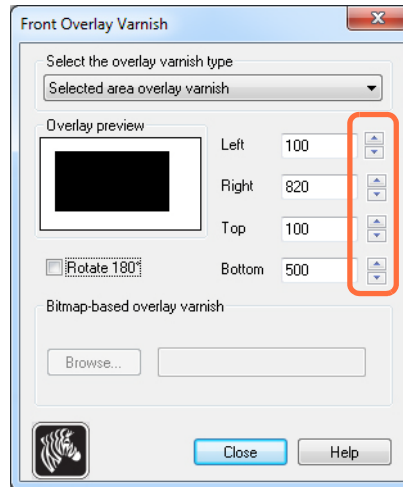 Front Overlay Varnish
Select the overlay varnish type
Selected area overlay varnish
Overlay preview
Left 100
Right 820
Top 100
Rotate 180° Bottom 500
Bitmap-based overlay varnish
Browse...
Close Help